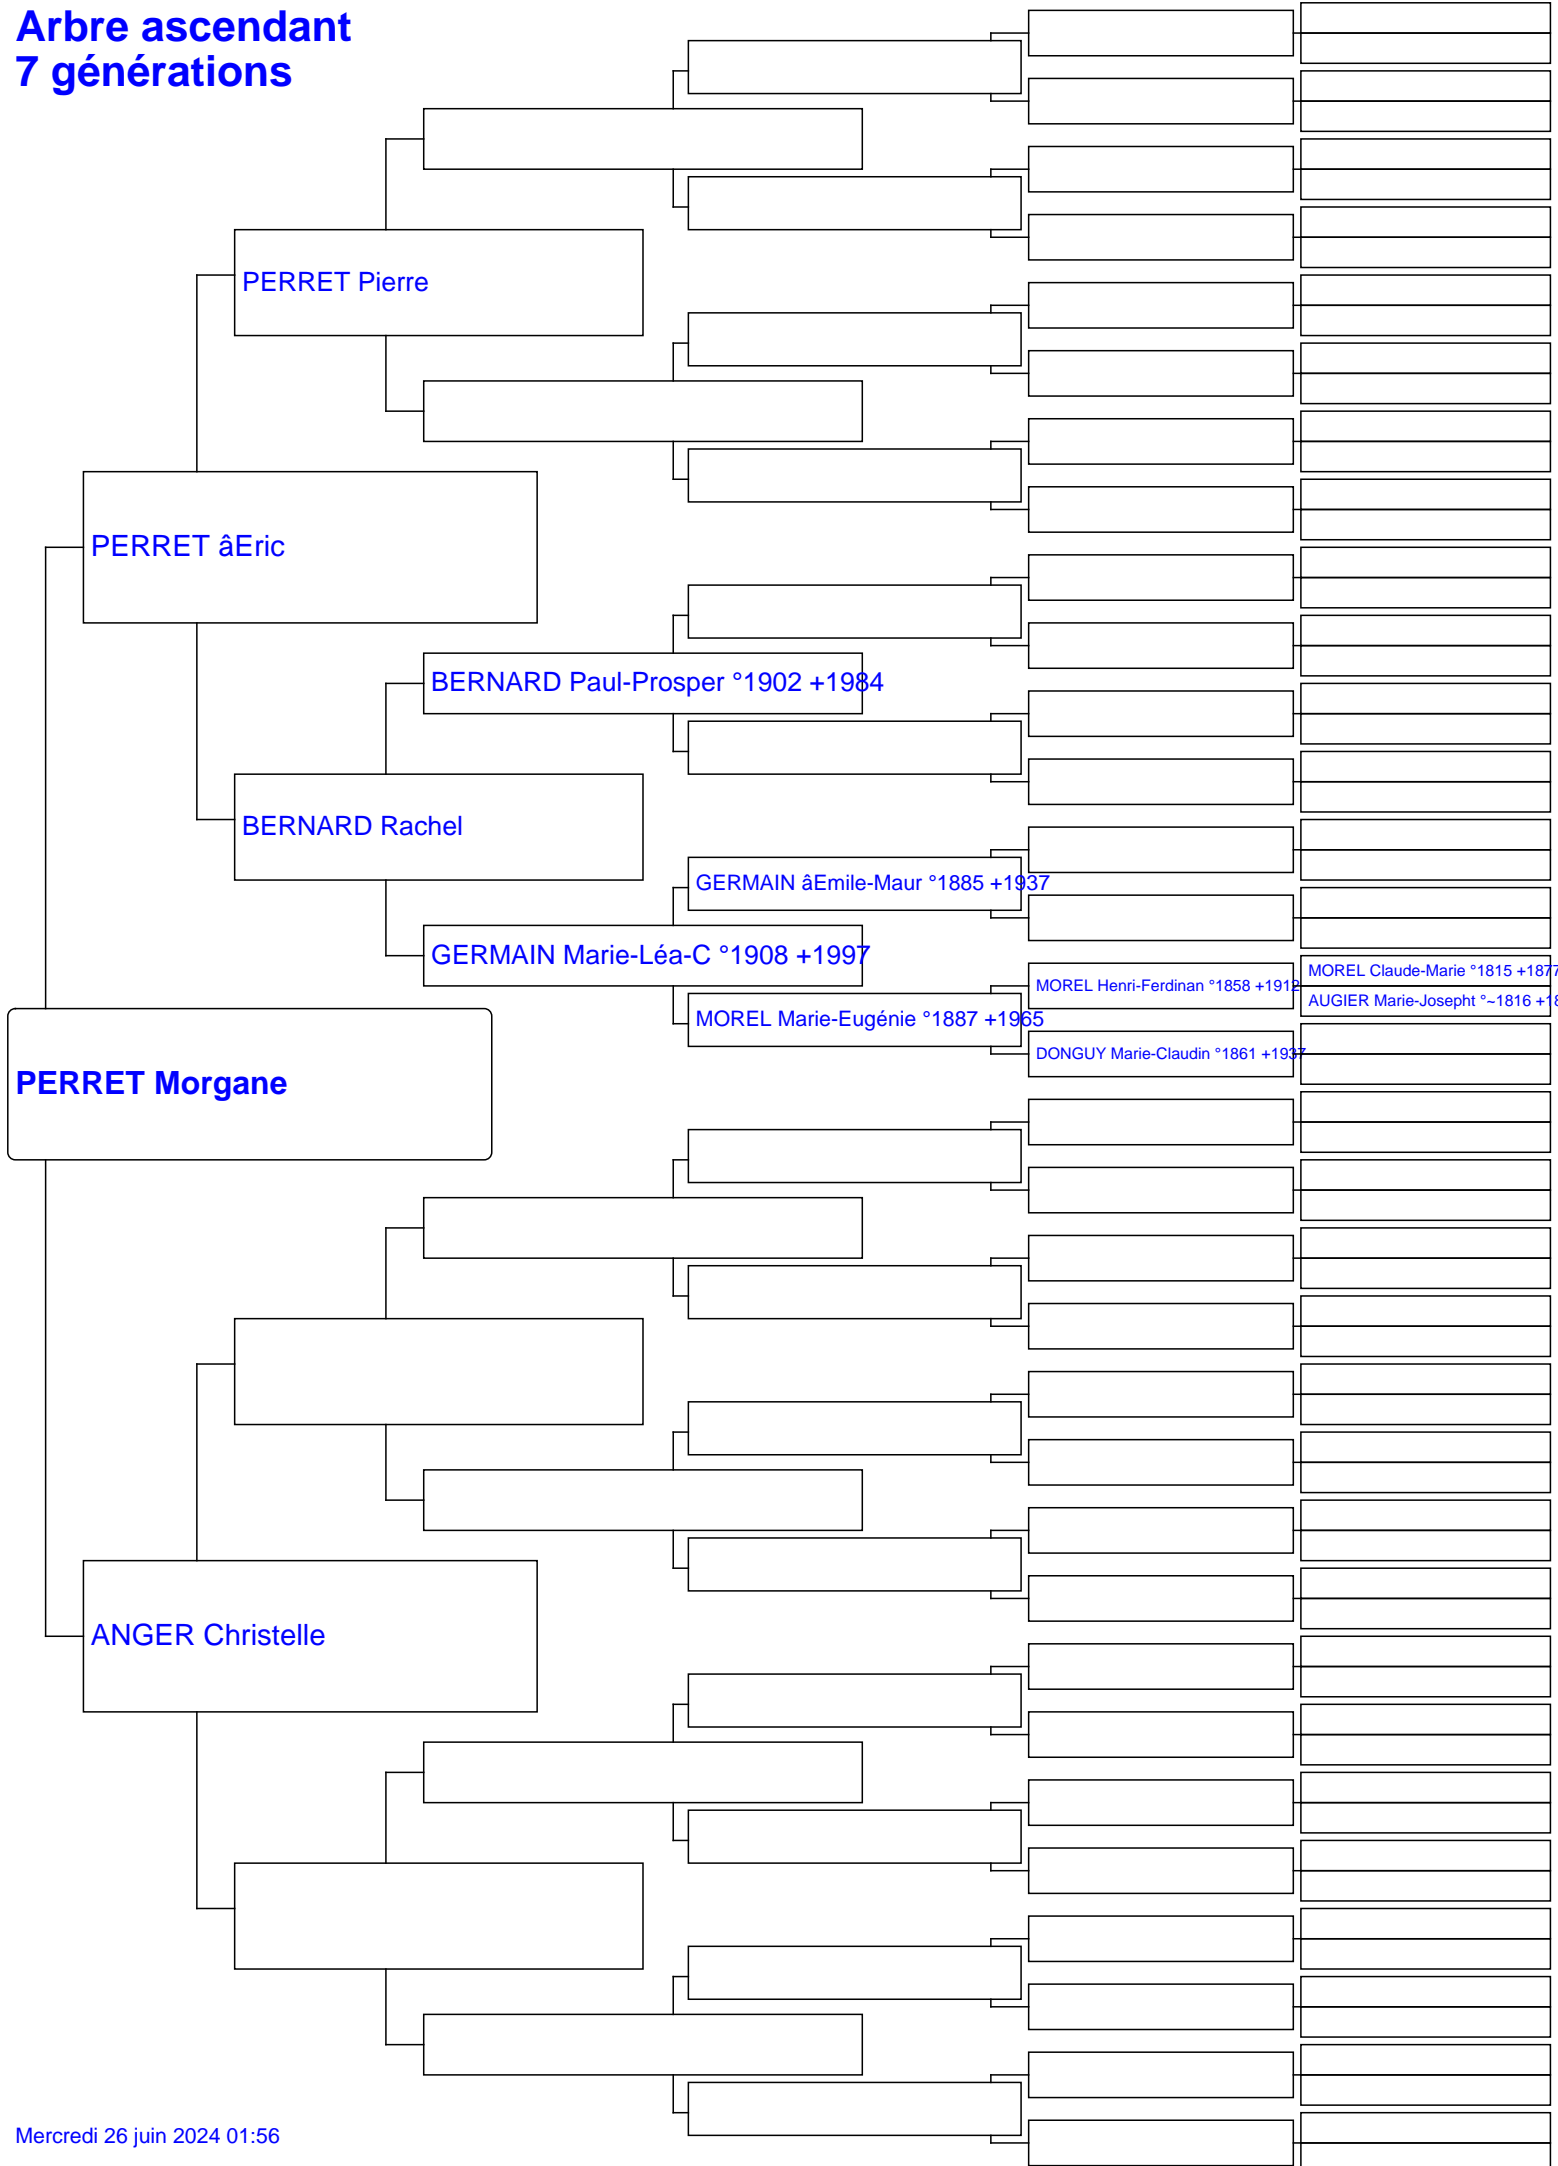 Arbre ascendant
7 générations
PERRET Pierre
PERRET âEric
BERNARD Paul-Prosper °1902 +1984
BERNARD Rachel
GERMAIN âEmile-Maur °1885 +1937
GERMAIN Marie-Léa-C °1908 +1997
MOREL Claude-Marie °1815 +1877
MOREL Henri-Ferdinan °1858 +1912
AUGIER Marie-Josepht °~1816 +18
MOREL Marie-Eugénie °1887 +1965
DONGUY Marie-Claudin °1861 +1937
PERRET Morgane
ANGER Christelle
Mercredi 26 juin 2024 01:56